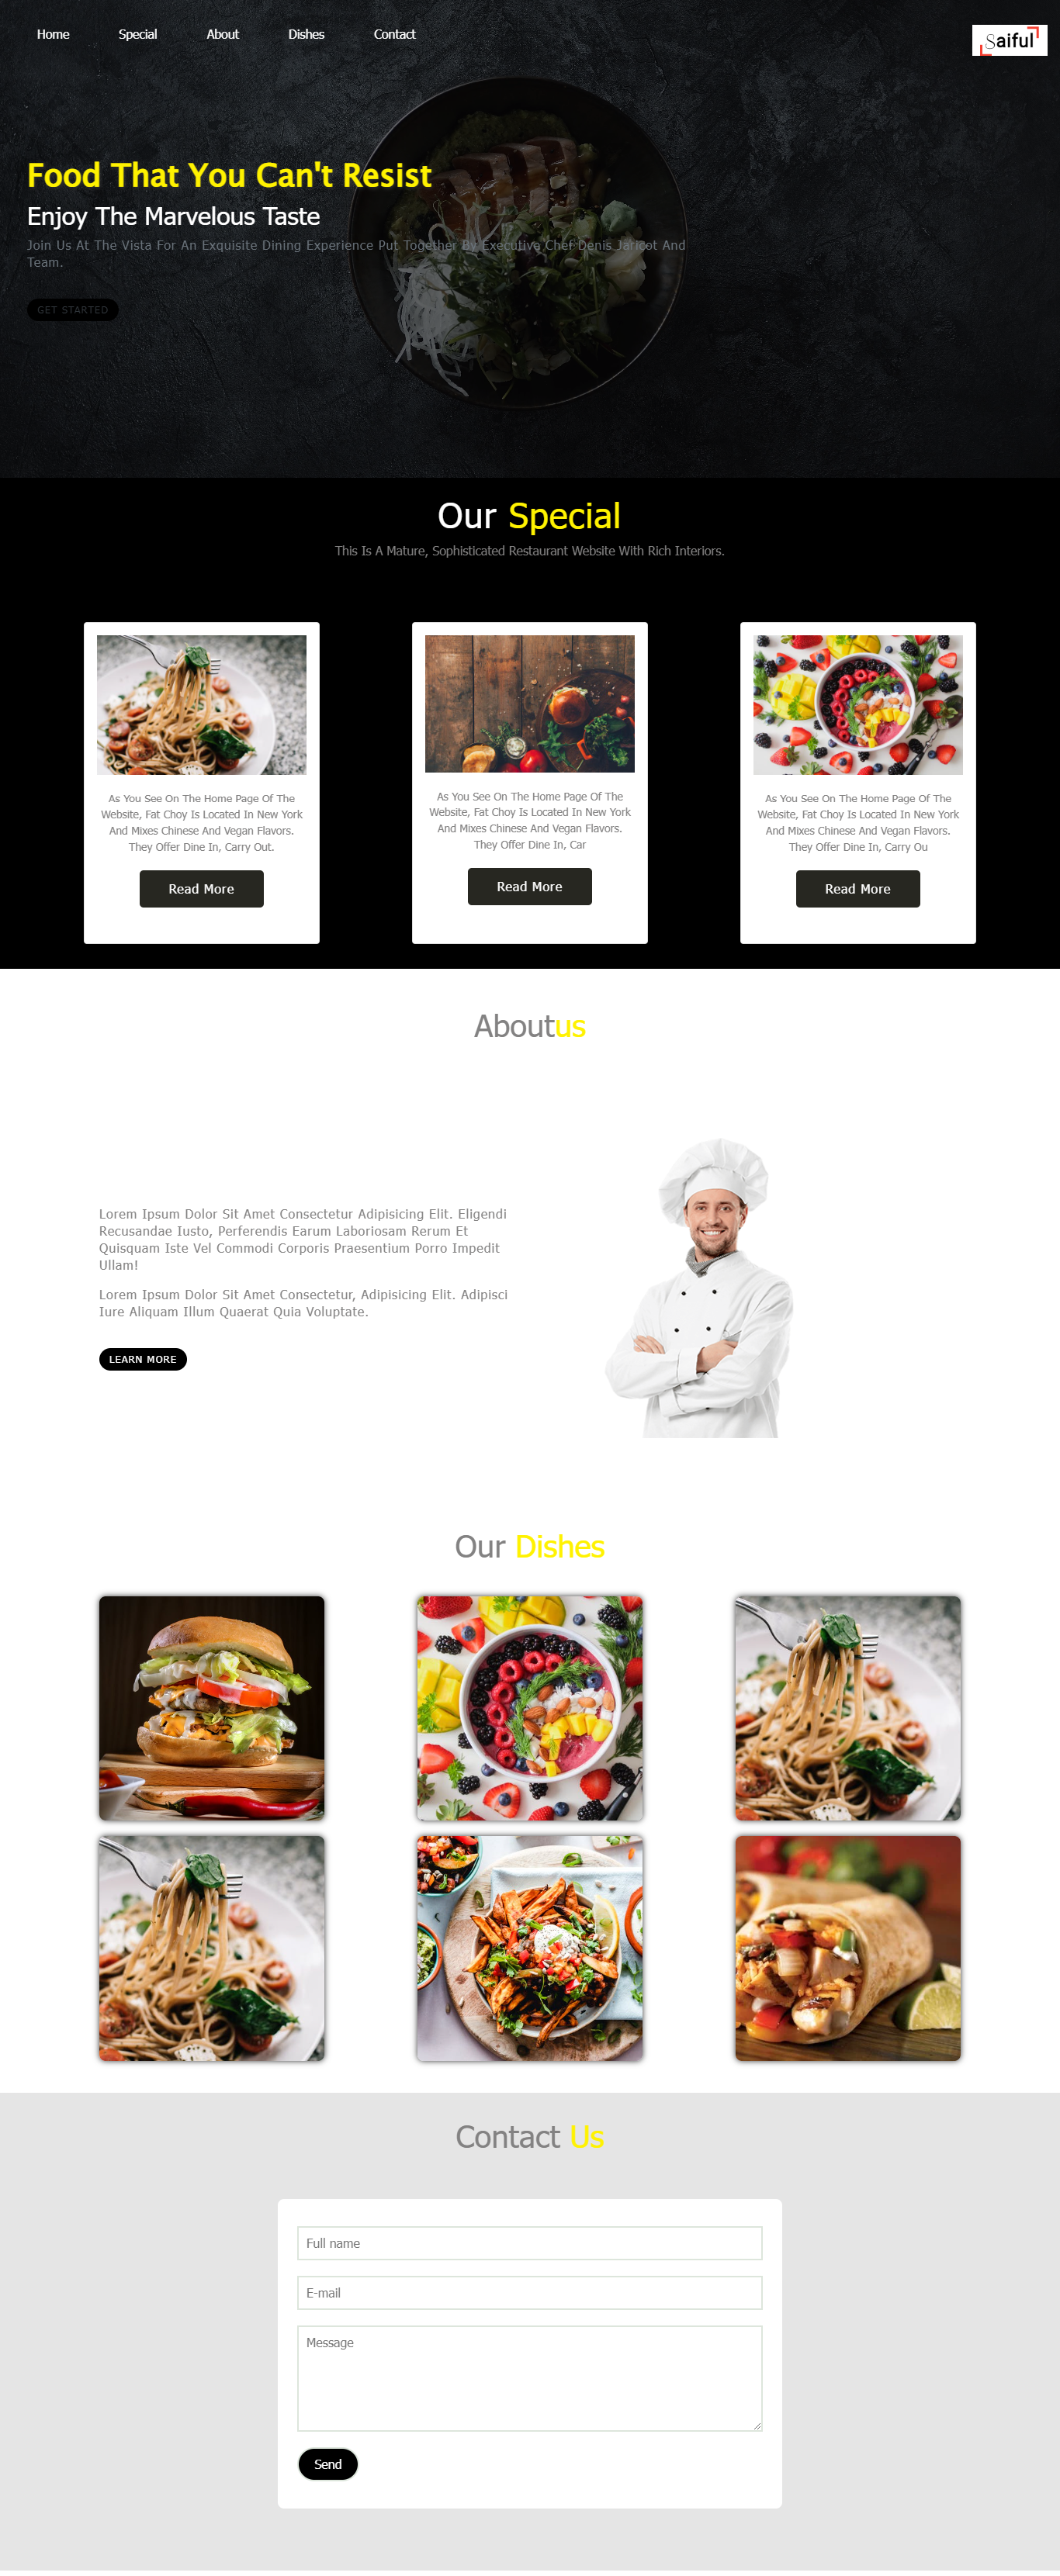 Home Special About Dishes Contact
Saiful
Food That You Can't Resist
Enjoy The Marvelous Taste
Join Us At The Vista For An Exquisite Dining Experience Put Together By Executive Chef Denis Jaricot And
Team.
GET STARTED
Our Special
This Is A Mature, Sophisticated Restaurant Website With Rich Interiors.
As You See On The Home Page Of The
Website, Fat Choy Is Located In New York
And Mixes Chinese And Vegan Flavors.
They Offer Dine In, Carry Out.
Read More
As You See On The Home Page Of The
Website, Fat Choy Is Located In New York
And Mixes Chinese And Vegan Flavors.
They Offer Dine In, Car
Read More
As You See On The Home Page Of The
Website, Fat Choy Is Located In New York
And Mixes Chinese And Vegan Flavors.
They Offer Dine In, Carry Ou
Read More
Aboutus
Lorem Ipsum Dolor Sit Amet Consectetur Adipisicing Elit. Eligendi
Recusandae Iusto, Perferendis Earum Laboriosam Rerum Et
Quisquam Iste Vel Commodi Corporis Praesentium Porro Impedit
Ullam!
Lorem Ipsum Dolor Sit Amet Consectetur, Adipisicing Elit. Adipisci
Iure Aliquam Illum Quaerat Quia Voluptate.
LEARN MORE
Our Dishes
Contact Us
Full name
E-mail
Message
Send